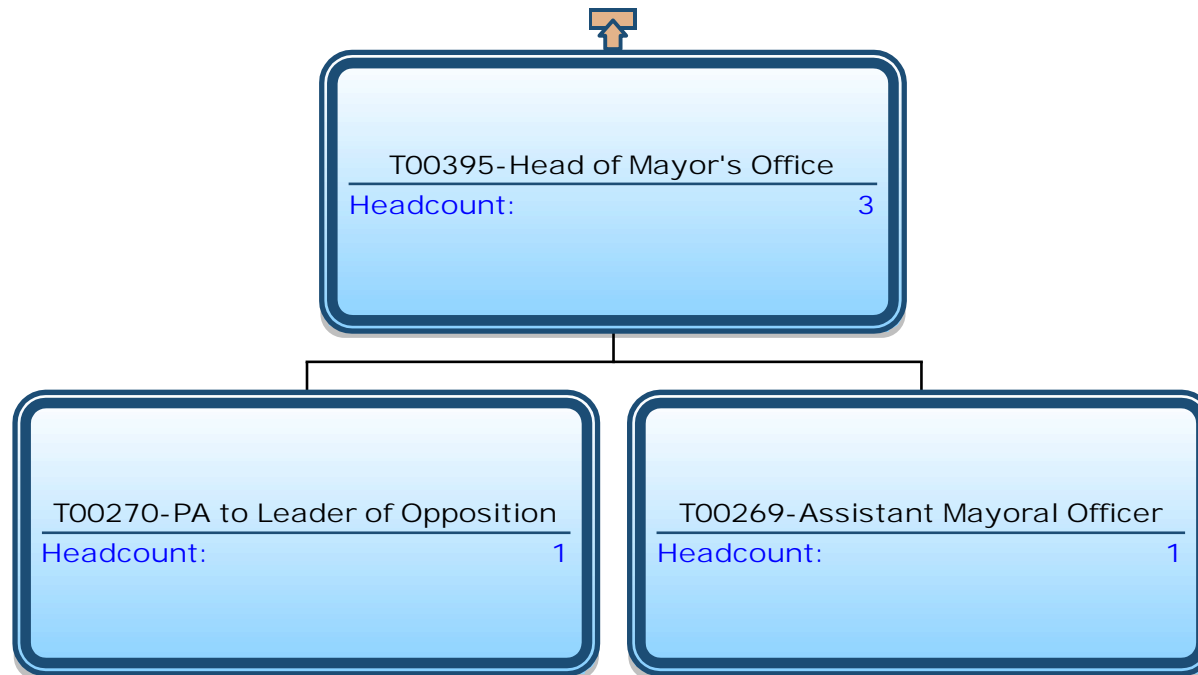 T00395-Head of Mayor's Office
Headcount: 3
T00270-PA to Leader of Opposition
Headcount: 1
T00269-Assistant Mayoral Officer
Headcount: 1